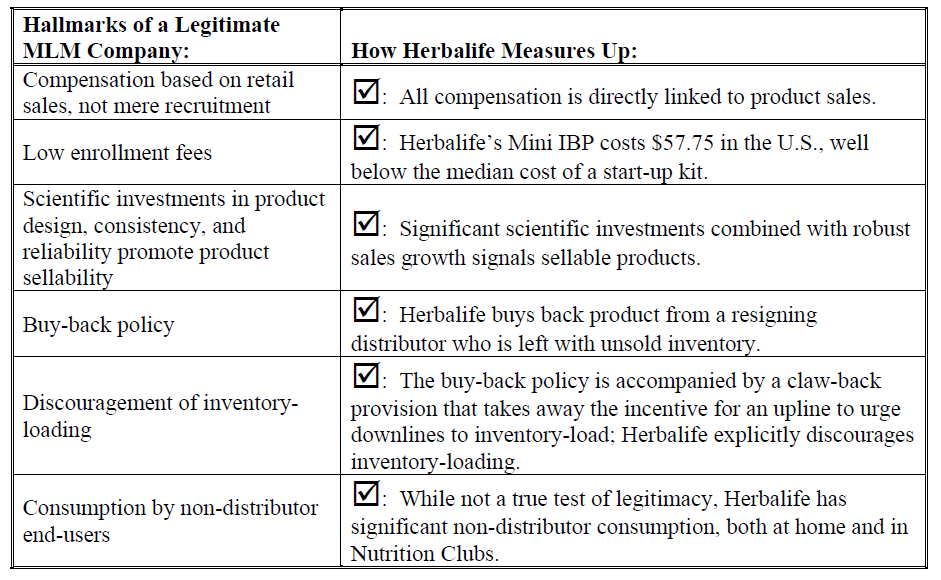 Hallmarks of a Legitimate
MLM Company:
How Herbalife Measures Up:
Compensation based on retail
sales, not mere recruitment
☑: All compensation is directly linked to product sales.
Low enrollment fees
☑: Herbalife’s Mini IBP costs $57.75 in the U.S., well
below the median cost of a start-up kit.
Scientific investments in product
design, consistency, and
reliability promote product
sellability
☑: Significant scientific investments combined with robust
sales growth signals sellable products.
Buy-back policy
☑: Herbalife buys back product from a resigning
distributor who is left with unsold inventory.
Discouragement of inventory-
loading
☑: The buy-back policy is accompanied by a claw-back
provision that takes away the incentive for an upline to urge
downlines to inventory-load; Herbalife explicitly discourages
inventory-loading.
Consumption by non-distributor
end-users
☑: While not a true test of legitimacy, Herbalife has
significant non-distributor consumption, both at home and in
Nutrition Clubs.